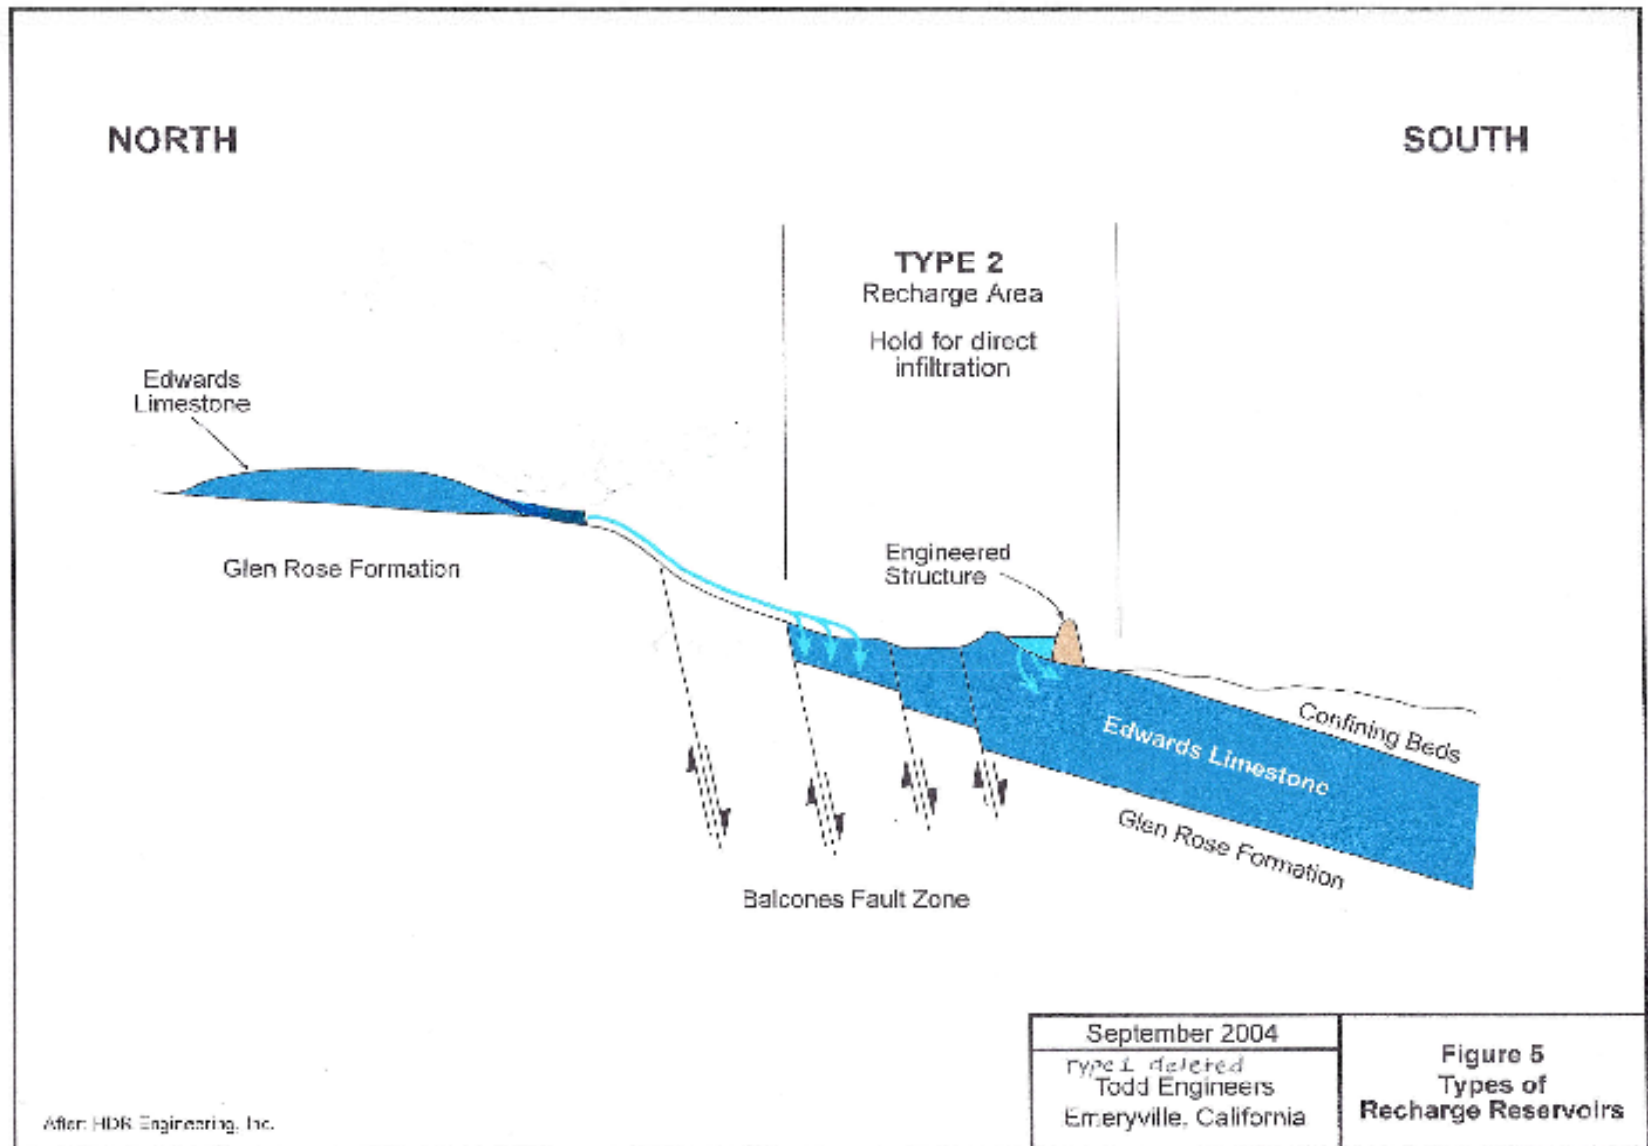 NORTH
SOUTH
TYPE 2
Recharge Area
Hold for direct
infiltration
Edwards
Limestone
Glen Rose Formation
Engineered
Structure
Confining Beds
Edwards Limestone
Glen Rose Formation
Balcones Fault Zone
September 2004
Type 1 deleted
Todd Engineers
Emeryville, California
Figure 5
Types of
Recharge Reservoirs
After: HDR Engineering, Inc.